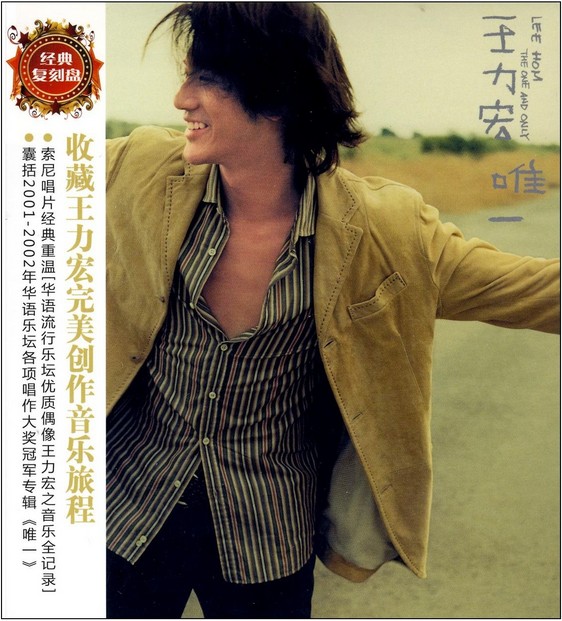 经典
复刻盘
收藏王力宏完美创作音乐旅程
●索尼唱片经典重温[华语流行乐坛优质偶像王力宏之音乐全记录]
●囊括2001-2002年华语乐坛各项唱作大奖冠军专辑《唯一》
LEE HOM
THE ONE AND ONLY
王力宏
唯一